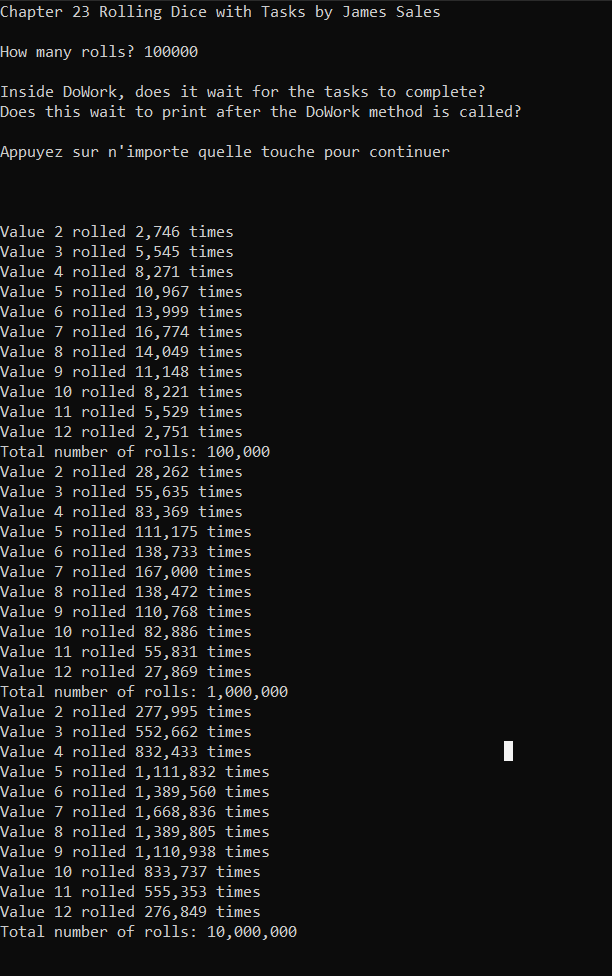 Chapter 23 Rolling Dice with Tasks by James Sales
How many rolls? 100000
Inside DoWork, does it wait for the tasks to complete?
Does this wait to print after the DoWork method is called?
Appuyez sur n'importe quelle touche pour continuer
Value 2 rolled 2,746 times
Value 3 rolled 5,545 times
Value 4 rolled 8,271 times
Value 5 rolled 10,967 times
Value 6 rolled 13,999 times
Value 7 rolled 16,774 times
Value 8 rolled 14,049 times
Value 9 rolled 11,148 times
Value 10 rolled 8,221 times
Value 11 rolled 5,529 times
Value 12 rolled 2,751 times
Total number of rolls: 100,000
Value 2 rolled 28,262 times
Value 3 rolled 55,635 times
Value 4 rolled 83,369 times
Value 5 rolled 111,175 times
Value 6 rolled 138,733 times
Value 7 rolled 167,000 times
Value 8 rolled 138,472 times
Value 9 rolled 110,768 times
Value 10 rolled 82,886 times
Value 11 rolled 55,831 times
Value 12 rolled 27,869 times
Total number of rolls: 1,000,000
Value 2 rolled 277,995 times
Value 3 rolled 552,662 times
Value 4 rolled 832,433 times
Value 5 rolled 1,111,832 times
Value 6 rolled 1,389,560 times
Value 7 rolled 1,668,836 times
Value 8 rolled 1,389,805 times
Value 9 rolled 1,110,938 times
Value 10 rolled 833,737 times
Value 11 rolled 555,353 times
Value 12 rolled 276,849 times
Total number of rolls: 10,000,000